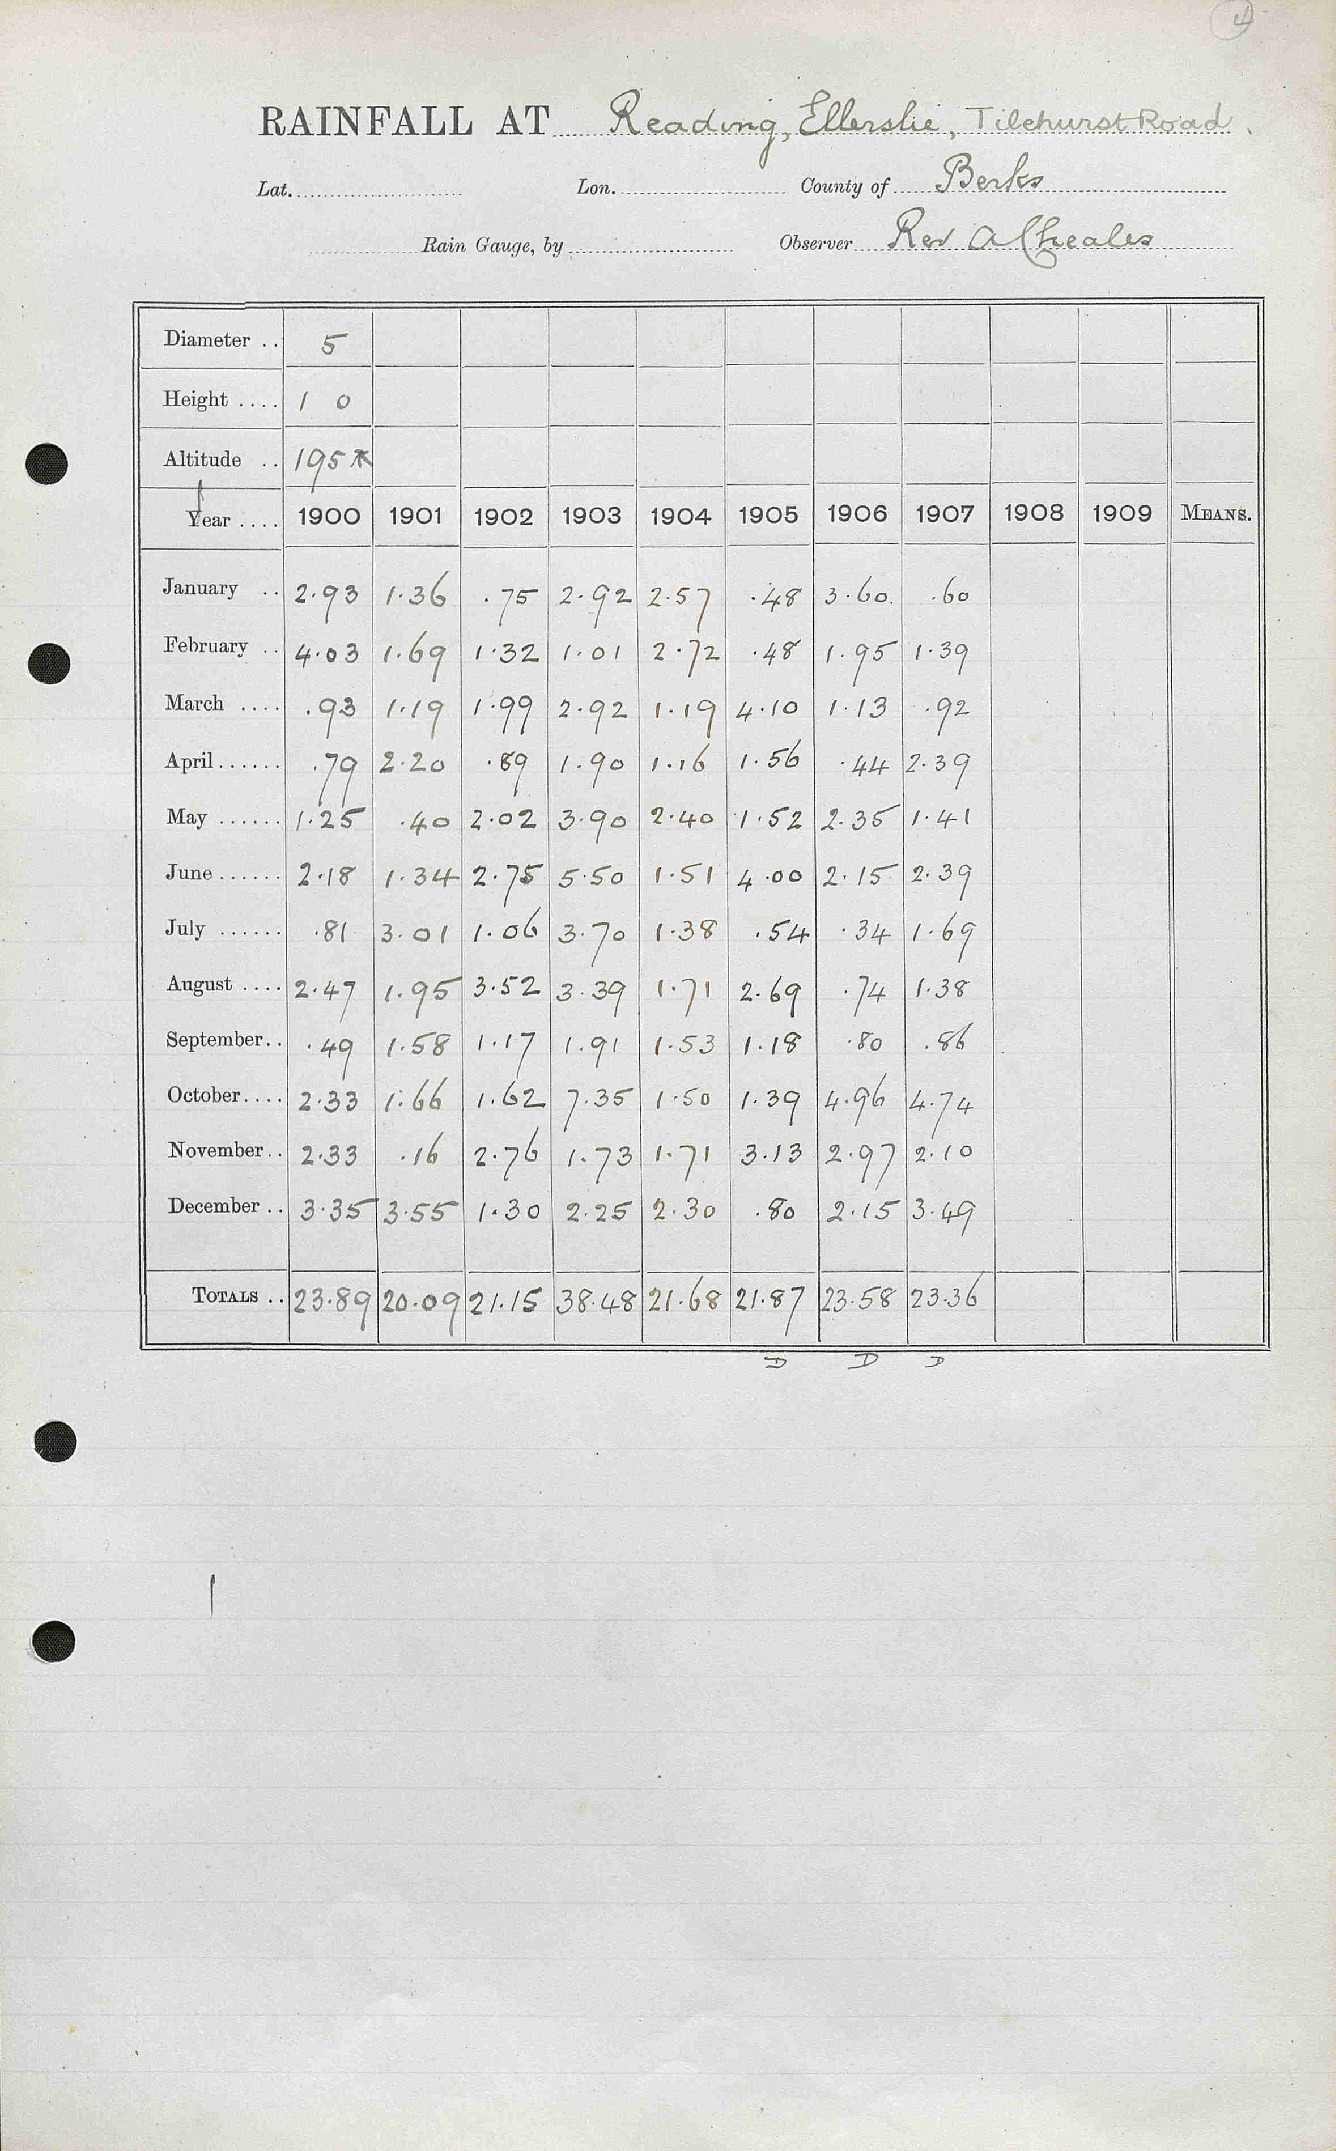 4
RAINFALL AT Reading, Ellerslie, Tilehurst Road.
Lat. Lon. County of Berks
Rain Gauge, by Observer Rev A Cheales
Diameter .. 5
Height .... 1 0
Altitude .. 195
Year .... 1900 1901 1902 1903 1904 1905 1906 1907 1908 1909 MEANS.
January .. 2.93 1.36 .75 2.92 2.57 .48 3.60 .60
February .. 4.03 1.69 1.32 1.01 2.72 .48 1.95 1.39
March .... .93 1.19 1.99 2.92 1.19 4.10 1.13 .92
April...... .79 2.20 .89 1.90 1.16 1.56 .44 2.39
May ...... 1.25 .40 2.02 3.90 2.40 1.52 2.35 1.41
June ...... 2.18 1.34 2.75 5.50 1.51 4.00 2.15 2.39
July ...... .81 3.01 1.06 3.70 1.38 .54 .34 1.69
August .... 2.47 1.95 3.52 3.39 1.71 2.69 .74 1.38
September.. .49 1.58 1.17 1.91 1.53 1.18 .80 .86
October.... 2.33 1.66 1.62 7.35 1.50 1.39 4.96 4.74
November.. 2.33 .16 2.76 1.73 1.71 3.13 2.97 2.10
December .. 3.35 3.55 1.30 2.25 2.30 .80 2.15 3.49
TOTALS .. 23.89 20.09 21.15 38.48 21.68 21.87 23.58 23.36
D D D